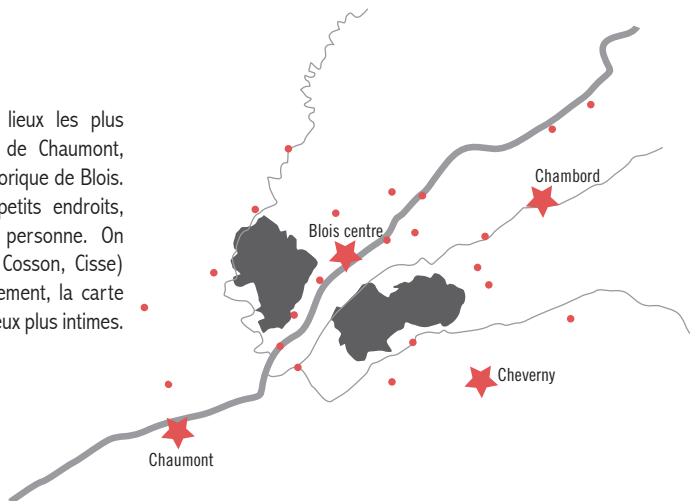 lieux les plus
de Chaumont,
orique de Blois.
petits endroits,
personne. On
Cosson, Cisse)
ement, la carte
eux plus intimes.
Chambord
Blois centre
Cheverny
Chaumont